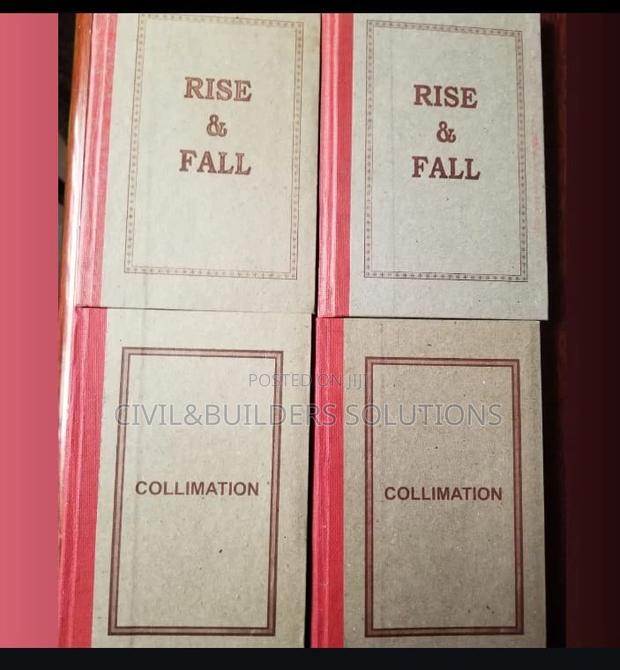 RISE
&
FALL
RISE
&
FALL
POSTED ON JIJI
CIVIL&BUILDERS SOLUTIONS
COLLIMATION
COLLIMATION